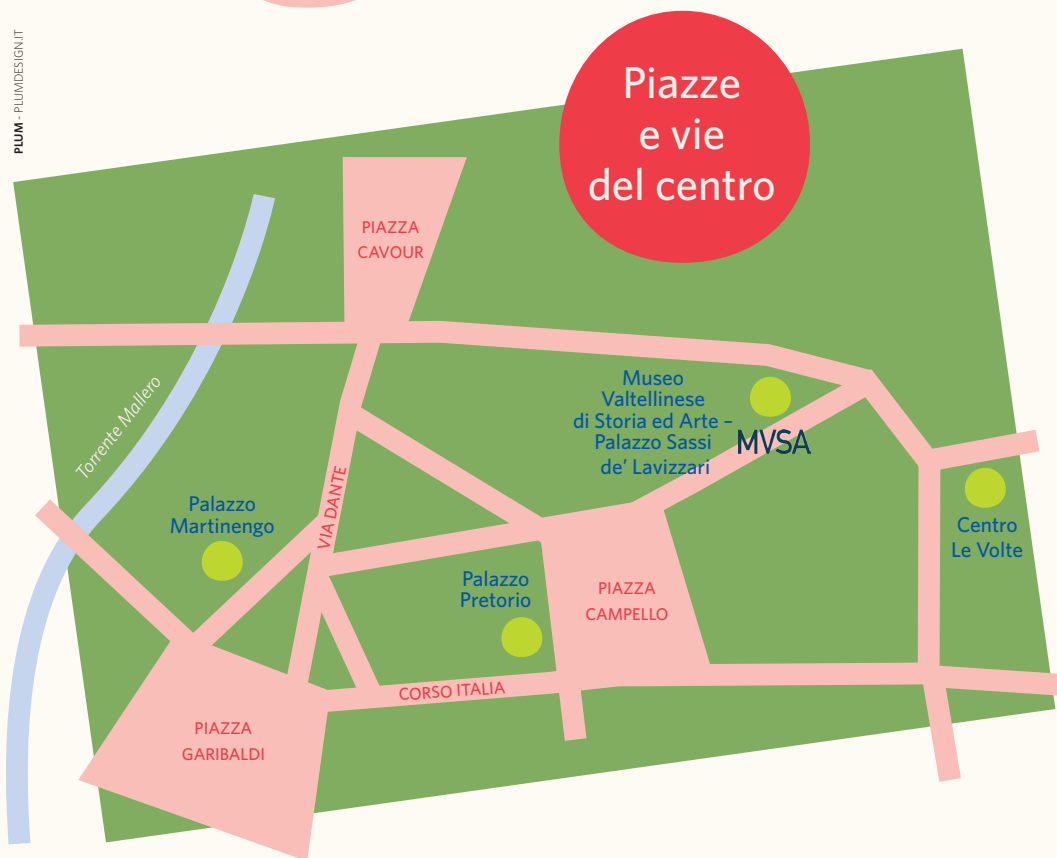 PLUM - PLUMDESIGN.IT
Piazze
e vie
del centro
PIAZZA
CAVOUR
Torrente Mallero
Museo
Valtellinese
di Storia ed Arte –
Palazzo Sassi
de' Lavizzari
MVSA
VIA DANTE
Palazzo
Martinengo
Centro
Le Volte
Palazzo
Pretorio
PIAZZA
CAMPELLO
CORSO ITALIA
PIAZZA
GARIBALDI